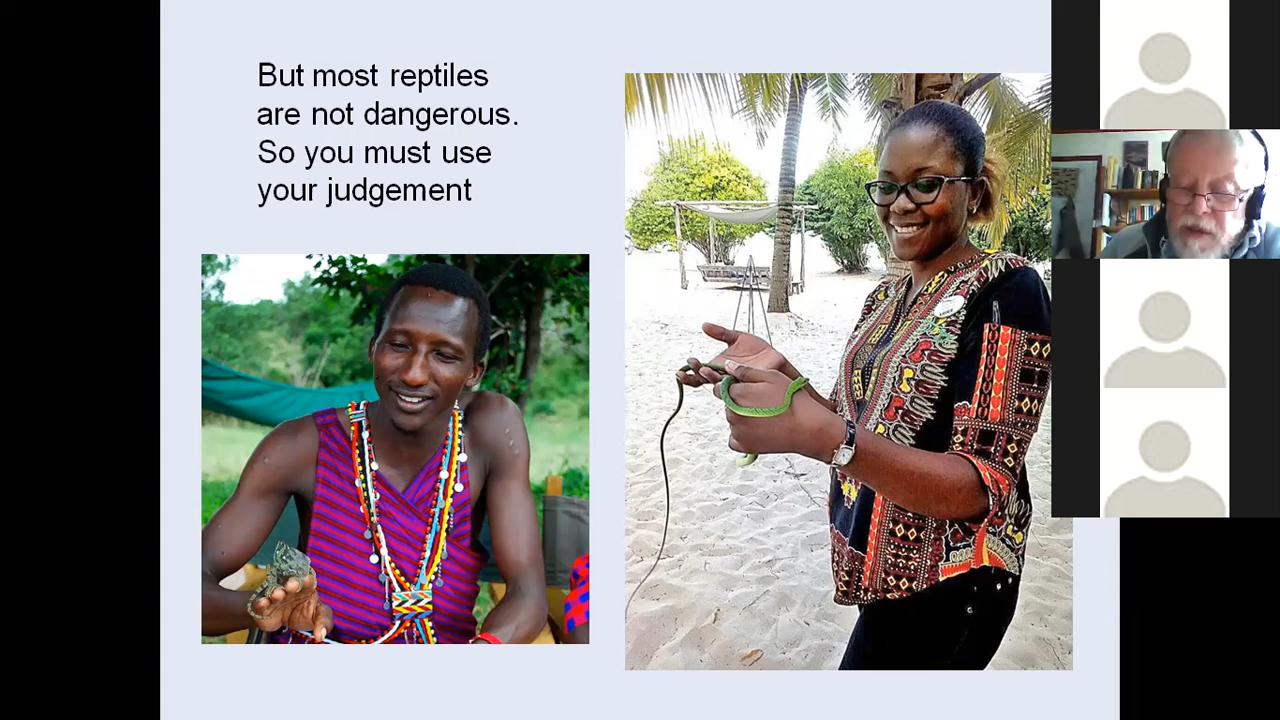 But most reptiles
are not dangerous.
So you must use
your judgement